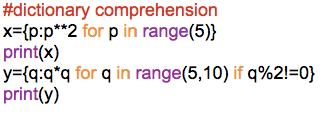 #dictionary comprehension
x={p:p**2 for p in range(5)}
print(x)
y={q:q*q for q in range(5,10) if q%2!=0}
print(y)